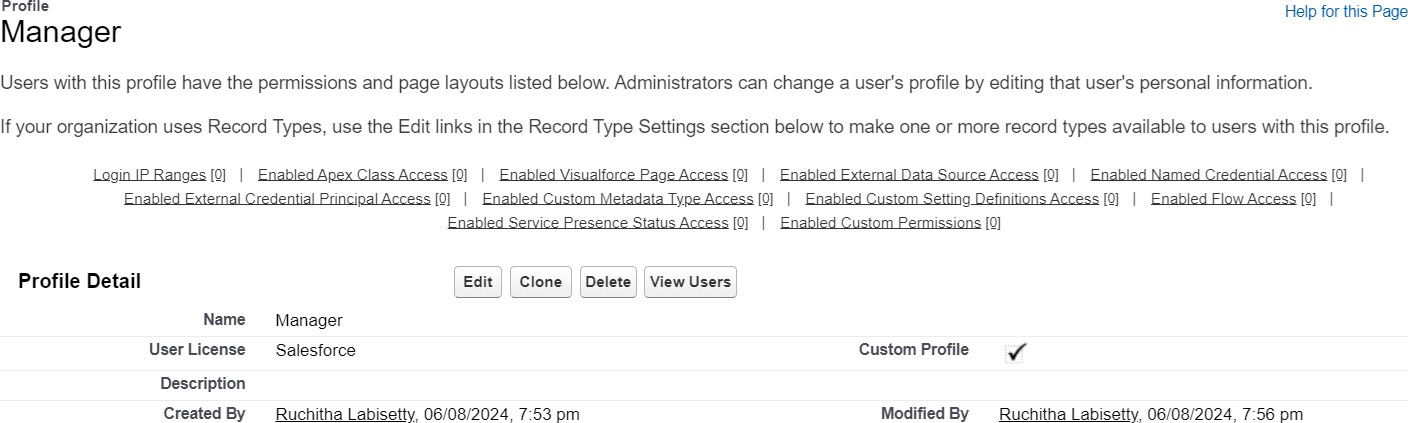 Profile
Manager
Help for this Page
Users with this profile have the permissions and page layouts listed below. Administrators can change a user's profile by editing that user's personal information.
If your organization uses Record Types, use the Edit links in the Record Type Settings section below to make one or more record types available to users with this profile.
Login IP Ranges [0] | Enabled Apex Class Access [0] | Enabled Visualforce Page Access [0] | Enabled External Data Source Access [0] | Enabled Named Credential Access [0] |
Enabled External Credential Principal Access [0] | Enabled Custom Metadata Type Access [0] | Enabled Custom Setting Definitions Access [0] | Enabled Flow Access [0] |
Enabled Service Presence Status Access [0] | Enabled Custom Permissions [0]
Profile Detail Edit Clone Delete View Users
Name Manager
User License Salesforce Custom Profile
Description
Created By Ruchitha Labisetty, 06/08/2024, 7:53 pm Modified By Ruchitha Labisetty, 06/08/2024, 7:56 pm